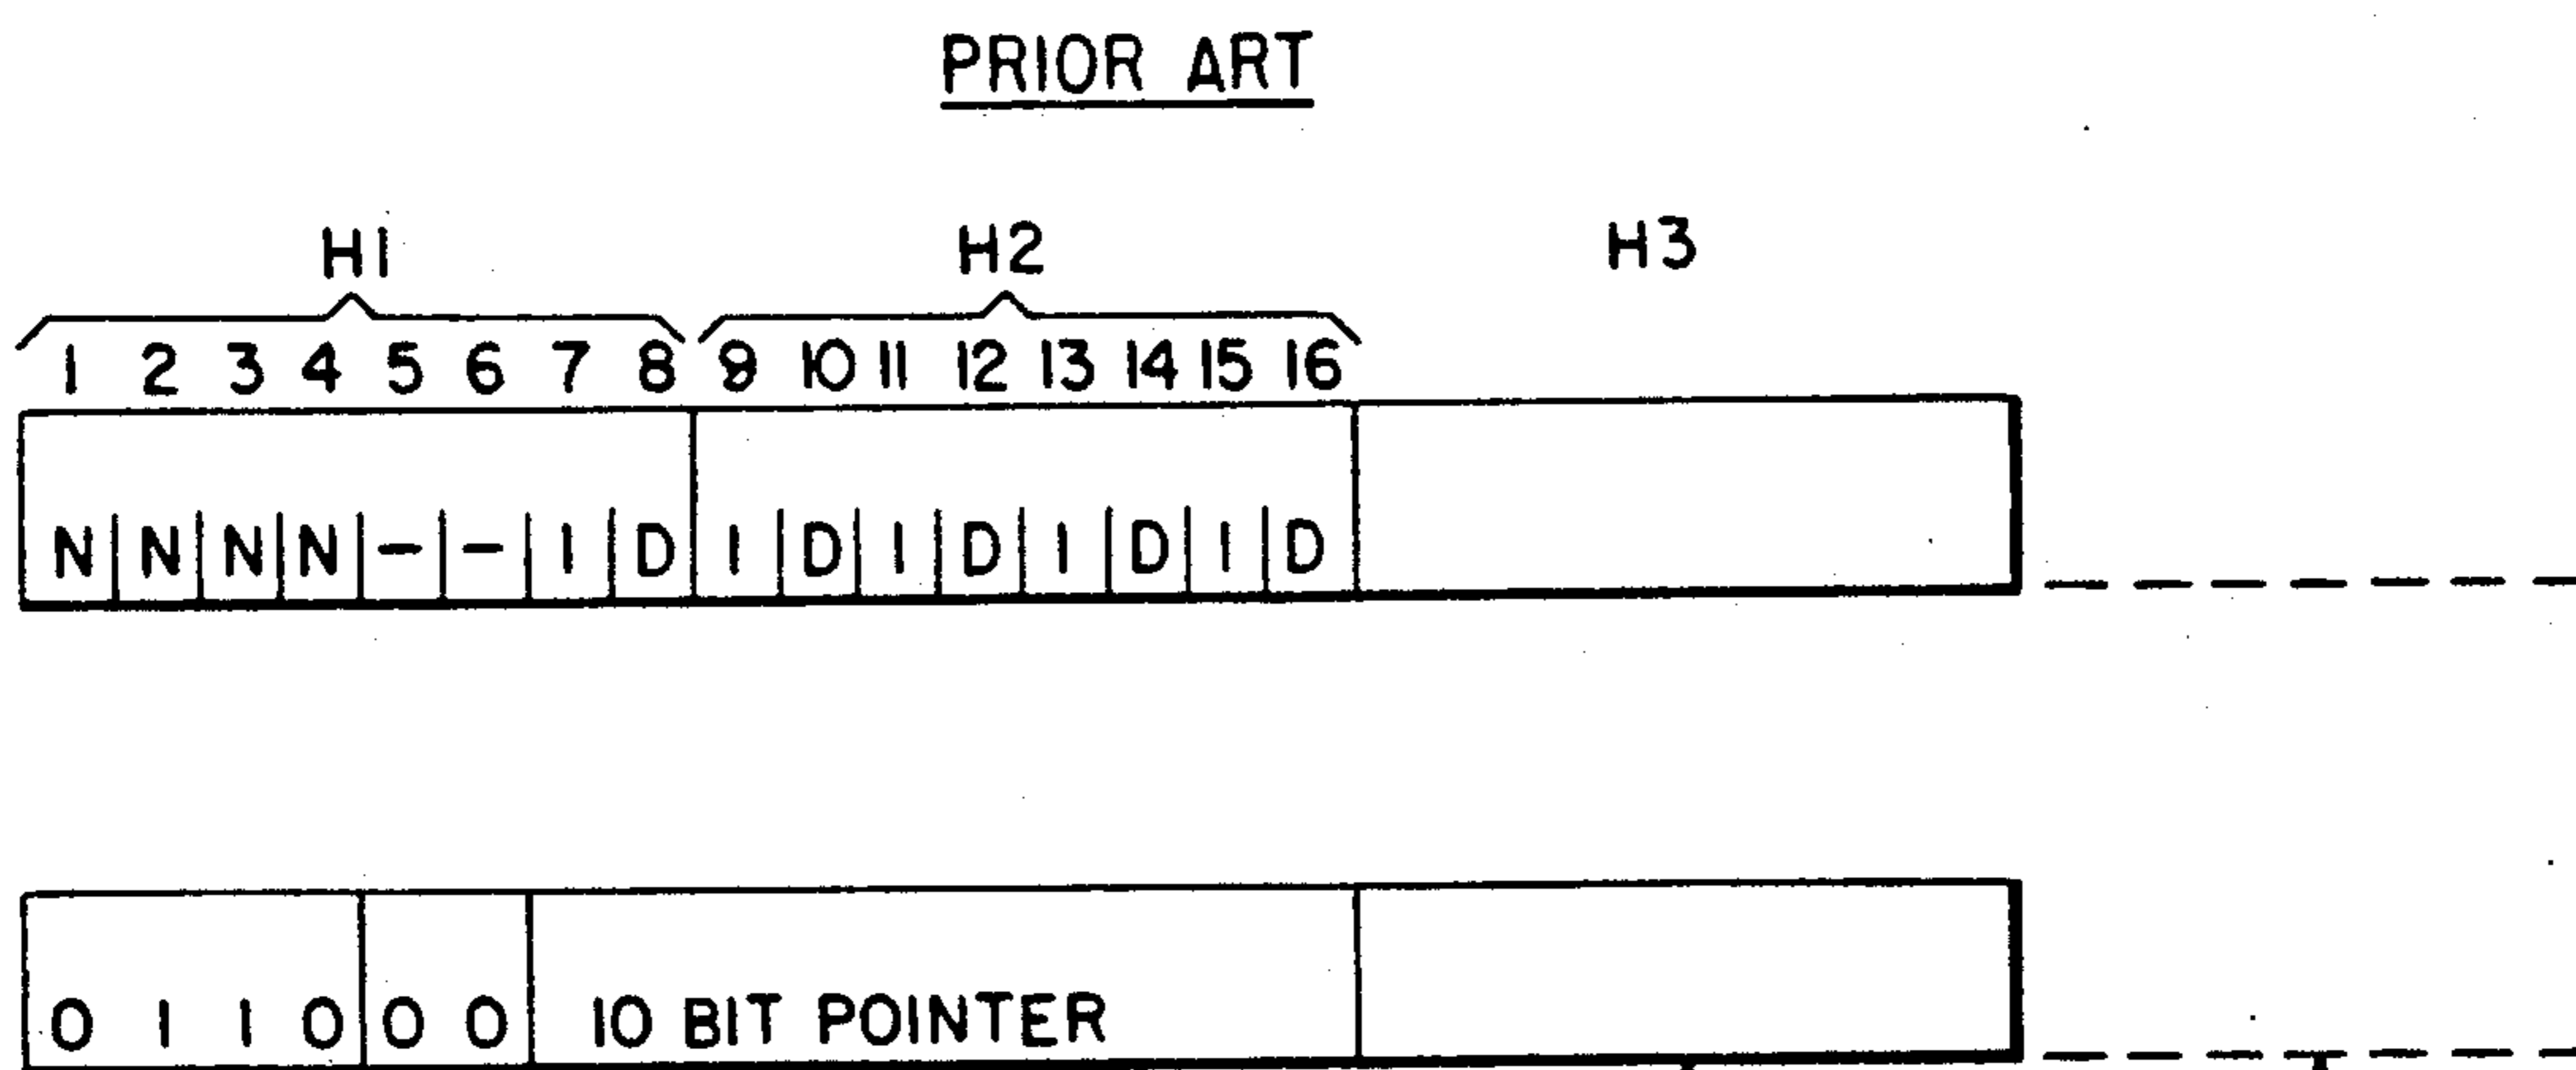 PRIOR ART
H1 H2 H3
1 2 3 4 5 6 7 8 9 10 11 12 13 14 15 16
N N N N - - I D I D I D I D I D
0 1 1 0 0 0 10 BIT POINTER